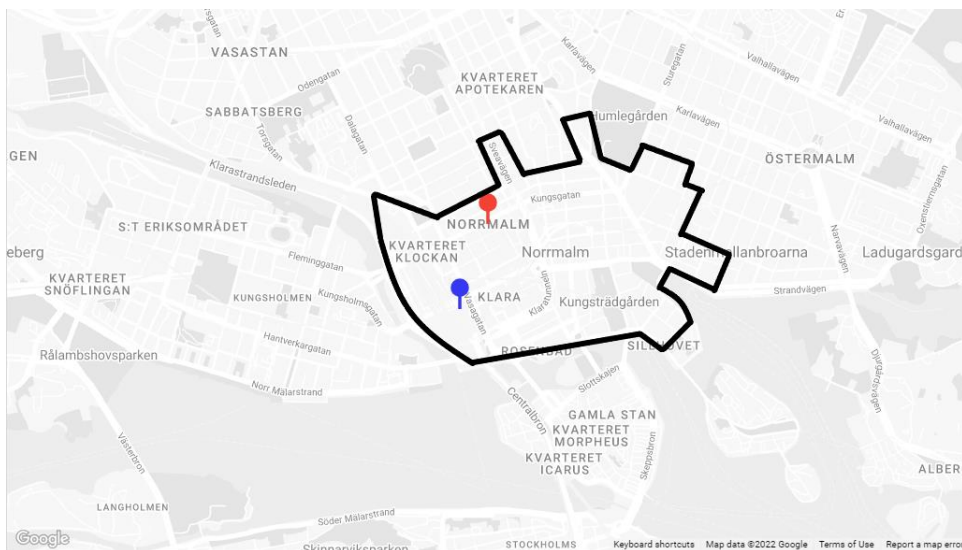 VASASTAN
Odengatan
KVARTERET
APOTEKAREN
Karlavägen
Sturegatan
Valhallavägen
Humlegården
Karlavägen
Valhallavägen
SABBATSBERG
Torsgatan
Dalagatan
Sveavägen
GEN
Klarastrandsleden
ÖSTERMALM
Kungsgatan
Oxenstiernsgatan
S:T ERIKSOMRÅDET
NORRMALM
Narvavägen
eberg
Fleminggatan
KVARTERET
KLOCKAN
Norrmalm
Ladugardsgard
KVARTERET
SNÖFLINGAN
KUNGSHOLMEN
Kungsholmsgatan
KLARA
Vasagatan
Kungsträdgården
Strandvägen
Hantverkargatan
Rålambshovsparken
ROSENBAD
Norr Mälarstrand
Slottskajen
Djurgårdsvägen
Centralbron
GAMLA STAN
KVARTERET
MORPHEUS
Skeppsbron
KVARTERET
ICARUS
Västerbron
ALBER
LANGHOLMEN
Söder Mälarstrand
Google
Skinnarviksparken
STOCKHOLMS
Keyboard shortcuts Map data ©2022 Google Terms of Use Report a map error